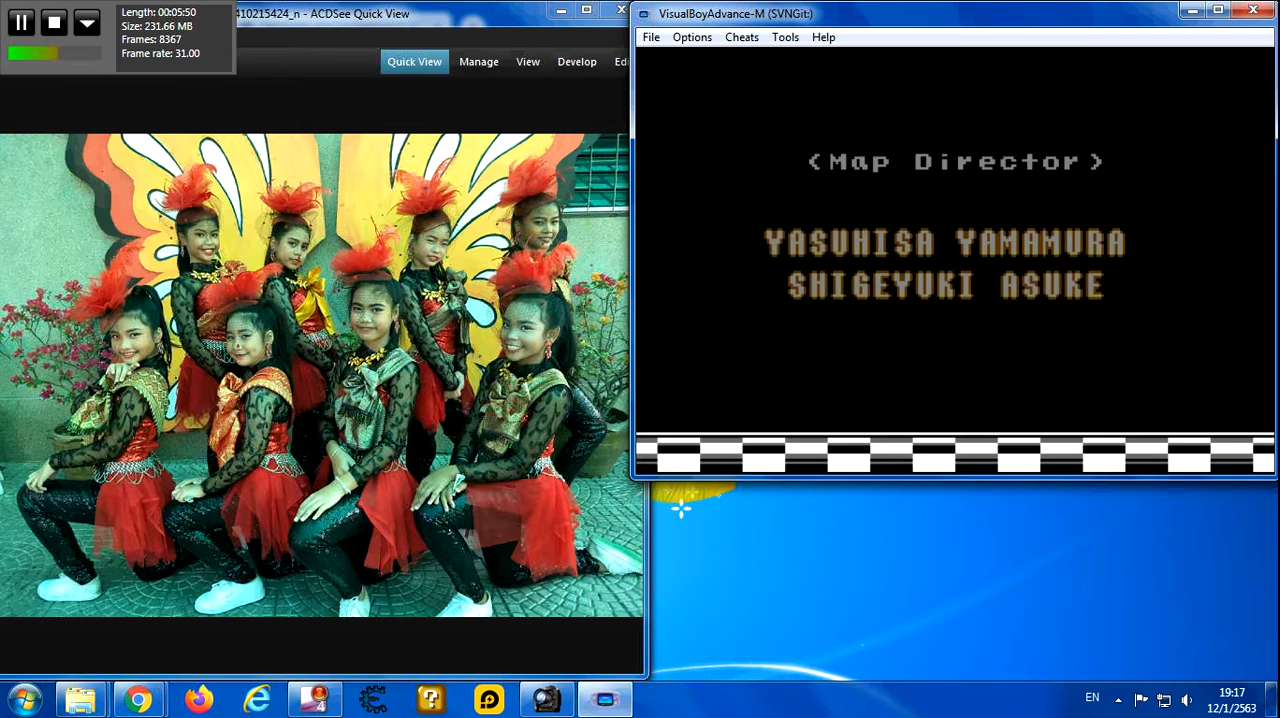 Length: 00:05:50
Size: 231.66 MB
Frames: 8367
Frame rate: 31.00
410215424_n - ACDSee Quick View
Quick View Manage View Develop
VisualBoyAdvance-M (SVNGit:)
File Options Cheats Tools Help
(Map Director)
YASUHISA YAMAMURA
SHIGEYUKI ASUKE
4
EN
19:17
12/1/2563